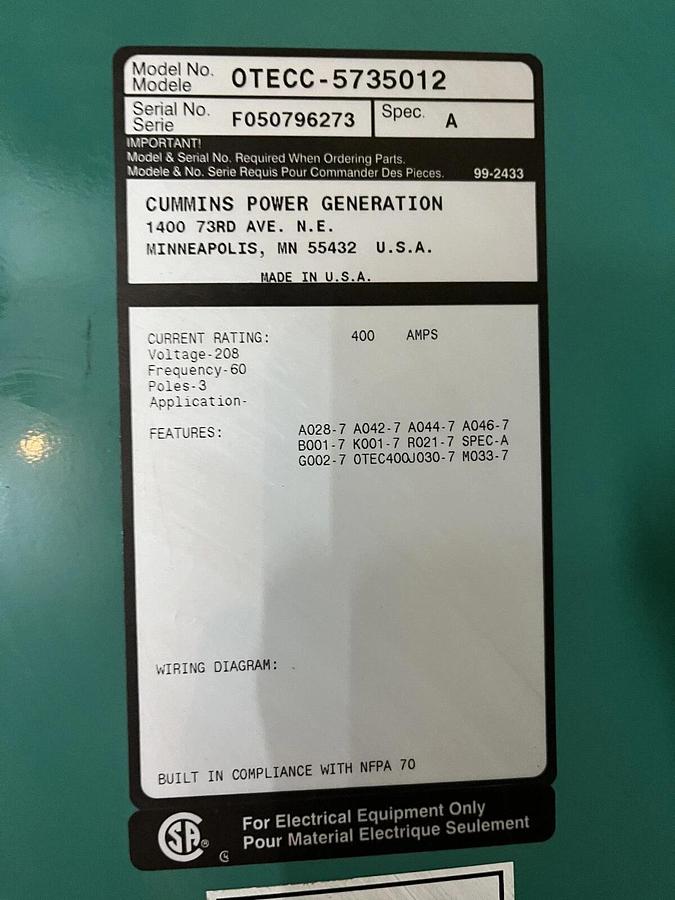 Model No.
Modele
OTECC-5735012
Serial No.
Serie
F050796273
Spec.
A
IMPORTANT!
Model & Serial No. Required When Ordering Parts.
Modele & No. Serie Requis Pour Commander Des Pieces.
99-2433
CUMMINS POWER GENERATION
1400 73RD AVE. N.E.
MINNEAPOLIS, MN 55432 U.S.A.
MADE IN U.S.A.
CURRENT RATING: 400 AMPS
Voltage-208
Frequency-60
Poles-3
Application-
FEATURES: A028-7 A042-7 A044-7 A046-7
B001-7 K001-7 R021-7 SPEC-A
G002-7 OTEC400J030-7 M033-7
WIRING DIAGRAM:
BUILT IN COMPLIANCE WITH NFPA 70
SA ®
For Electrical Equipment Only
Pour Material Electrique Seulement